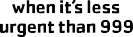 when it's less
urgent than 999